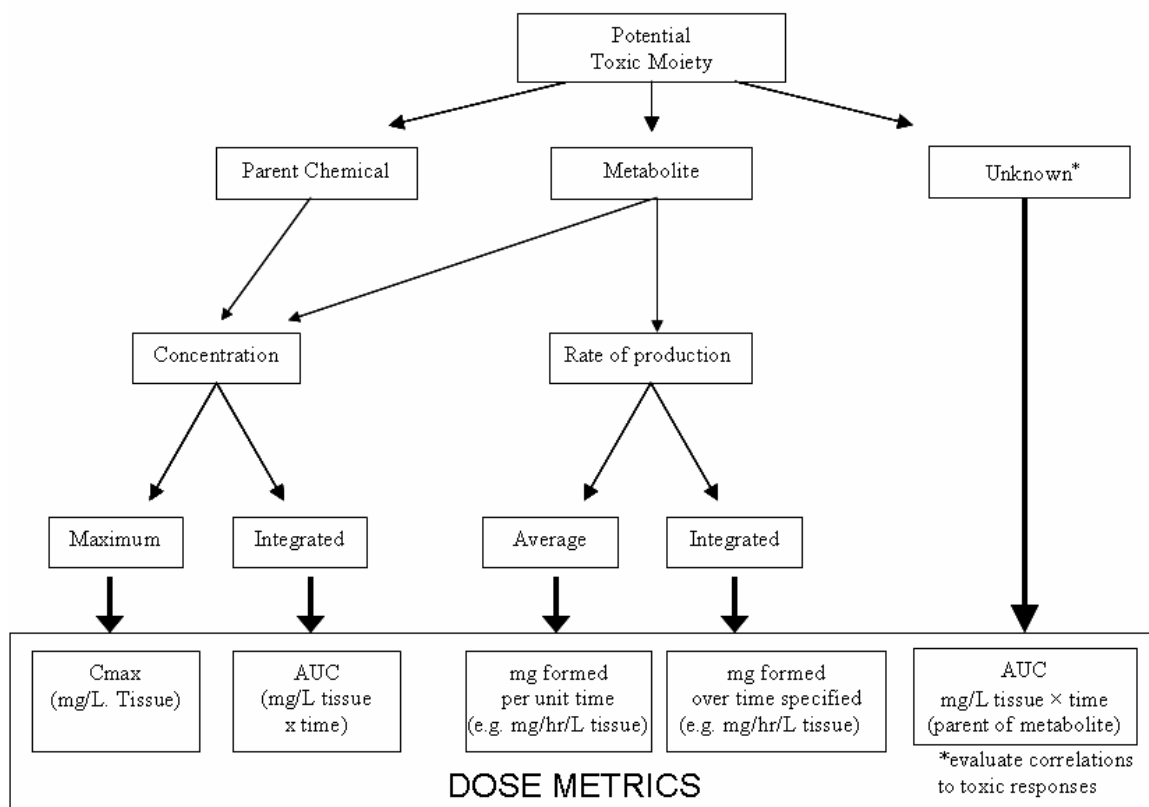 Potential
Toxic Moiety
Parent Chemical
Metabolite
Unknown*
Concentration
Rate of production
Maximum
Integrated
Average
Integrated
Cmax
(mg/L. Tissue)
AUC
(mg/L tissue
x time)
mg formed
per unit time
(e.g. mg/hr/L tissue)
mg formed
over time specified
(e.g. mg/hr/L tissue)
AUC
mg/L tissue × time
(parent of metabolite)
*evaluate correlations
to toxic responses
DOSE METRICS